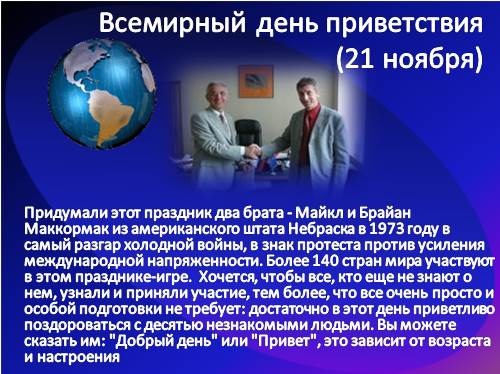 Всемирный день приветствия
(21 ноября)
Придумали этот праздник два брата - Майкл и Брайан
Маккормак из американского штата Небраска в 1973 году в
самый разгар холодной войны, в знак протеста против усиления
международной напряженности. Более 140 стран мира участвуют
в этом празднике-игре.  Хочется, чтобы все, кто еще не знают о
нем, узнали и приняли участие, тем более, что все очень просто и
особой подготовки не требует: достаточно в этот день приветливо
поздороваться с десятью незнакомыми людьми. Вы можете
сказать им: "Добрый день" или "Привет", это зависит от возраста
и настроения